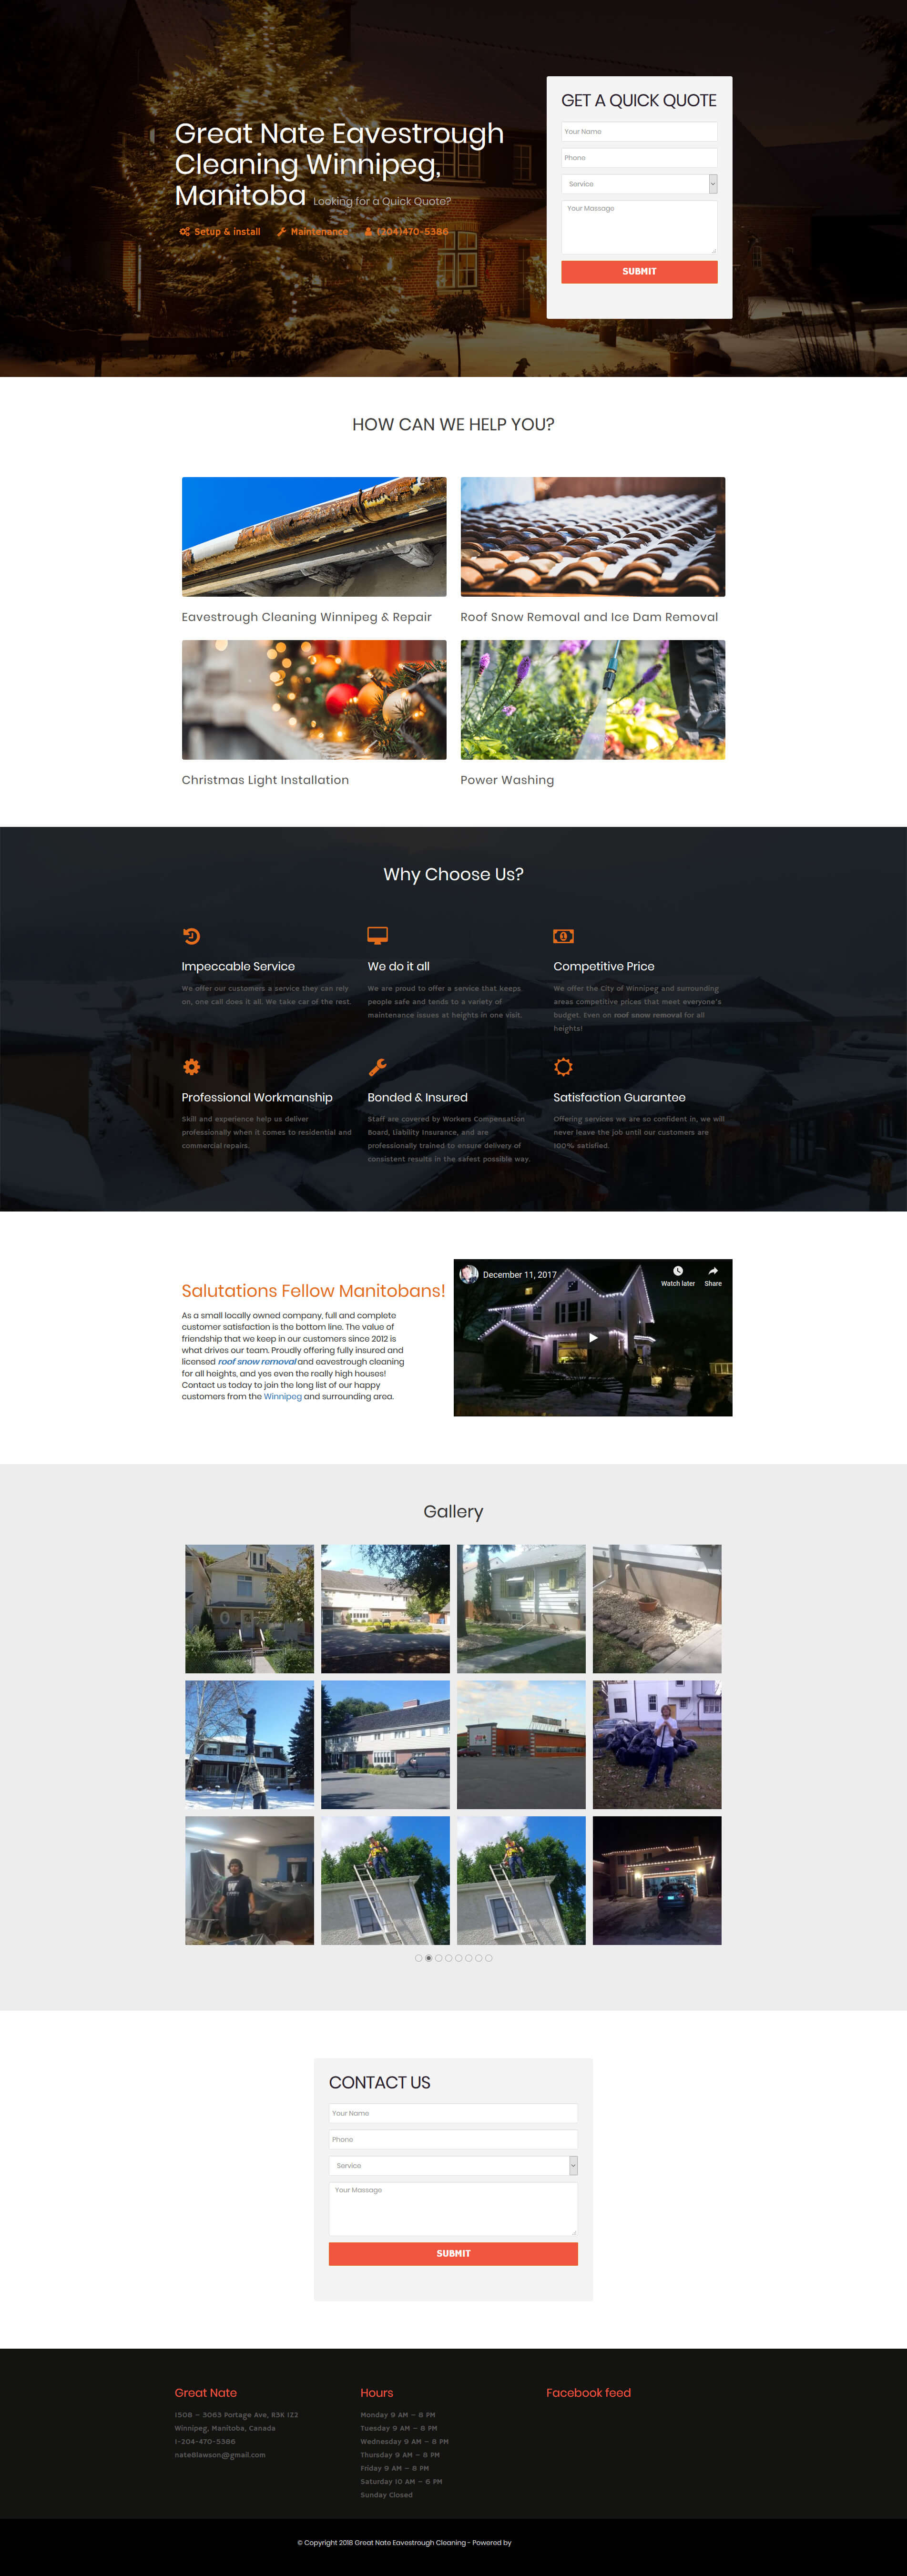 Great Nate Eavestrough
Cleaning Winnipeg,
Manitoba Looking for a Quick Quote?
Setup & install Maintenance (204)470-5386
GET A QUICK QUOTE
Your Name
Phone
Service
Your Massage
SUBMIT
HOW CAN WE HELP YOU?
Eavestrough Cleaning Winnipeg & Repair
Roof Snow Removal and Ice Dam Removal
Christmas Light Installation
Power Washing
Why Choose Us?
Impeccable Service
We offer our customers a service they can rely
on, one call does it all. We take car of the rest.
We do it all
We are proud to offer a service that keeps
people safe and tends to a variety of
maintenance issues at heights in one visit.
Competitive Price
We offer the City of Winnipeg and surrounding
areas competitive prices that meet everyone's
budget. Even on roof snow removal for all
heights!
Professional Workmanship
Skill and experience help us deliver
professionally when it comes to residential and
commercial repairs.
Bonded & Insured
Staff are covered by Workers Compensation
Board, Liability Insurance, and are
professionally trained to ensure delivery of
consistent results in the safest possible way.
Satisfaction Guarantee
Offering services we are so confident in, we will
never leave the job until our customers are
100% satisfied.
Salutations Fellow Manitobans!
As a small locally owned company, full and complete
customer satisfaction is the bottom line. The value of
friendship that we keep in our customers since 2012 is
what drives our team. Proudly offering fully insured and
licensed roof snow removal and eavestrough cleaning
for all heights, and yes even the really high houses!
Contact us today to join the long list of our happy
customers from the Winnipeg and surrounding area.
December 11, 2017
Watch later Share
Gallery
CONTACT US
Your Name
Phone
Service
Your Massage
SUBMIT
Great Nate
1508 – 3063 Portage Ave, R3K 1Z2
Winnipeg, Manitoba, Canada
1-204-470-5386
nate8lawson@gmail.com
Hours
Monday 9 AM – 8 PM
Tuesday 9 AM – 8 PM
Wednesday 9 AM – 8 PM
Thursday 9 AM – 8 PM
Friday 9 AM – 8 PM
Saturday 10 AM – 6 PM
Sunday Closed
Facebook feed
© Copyright 2018 Great Nate Eavestrough Cleaning - Powered by